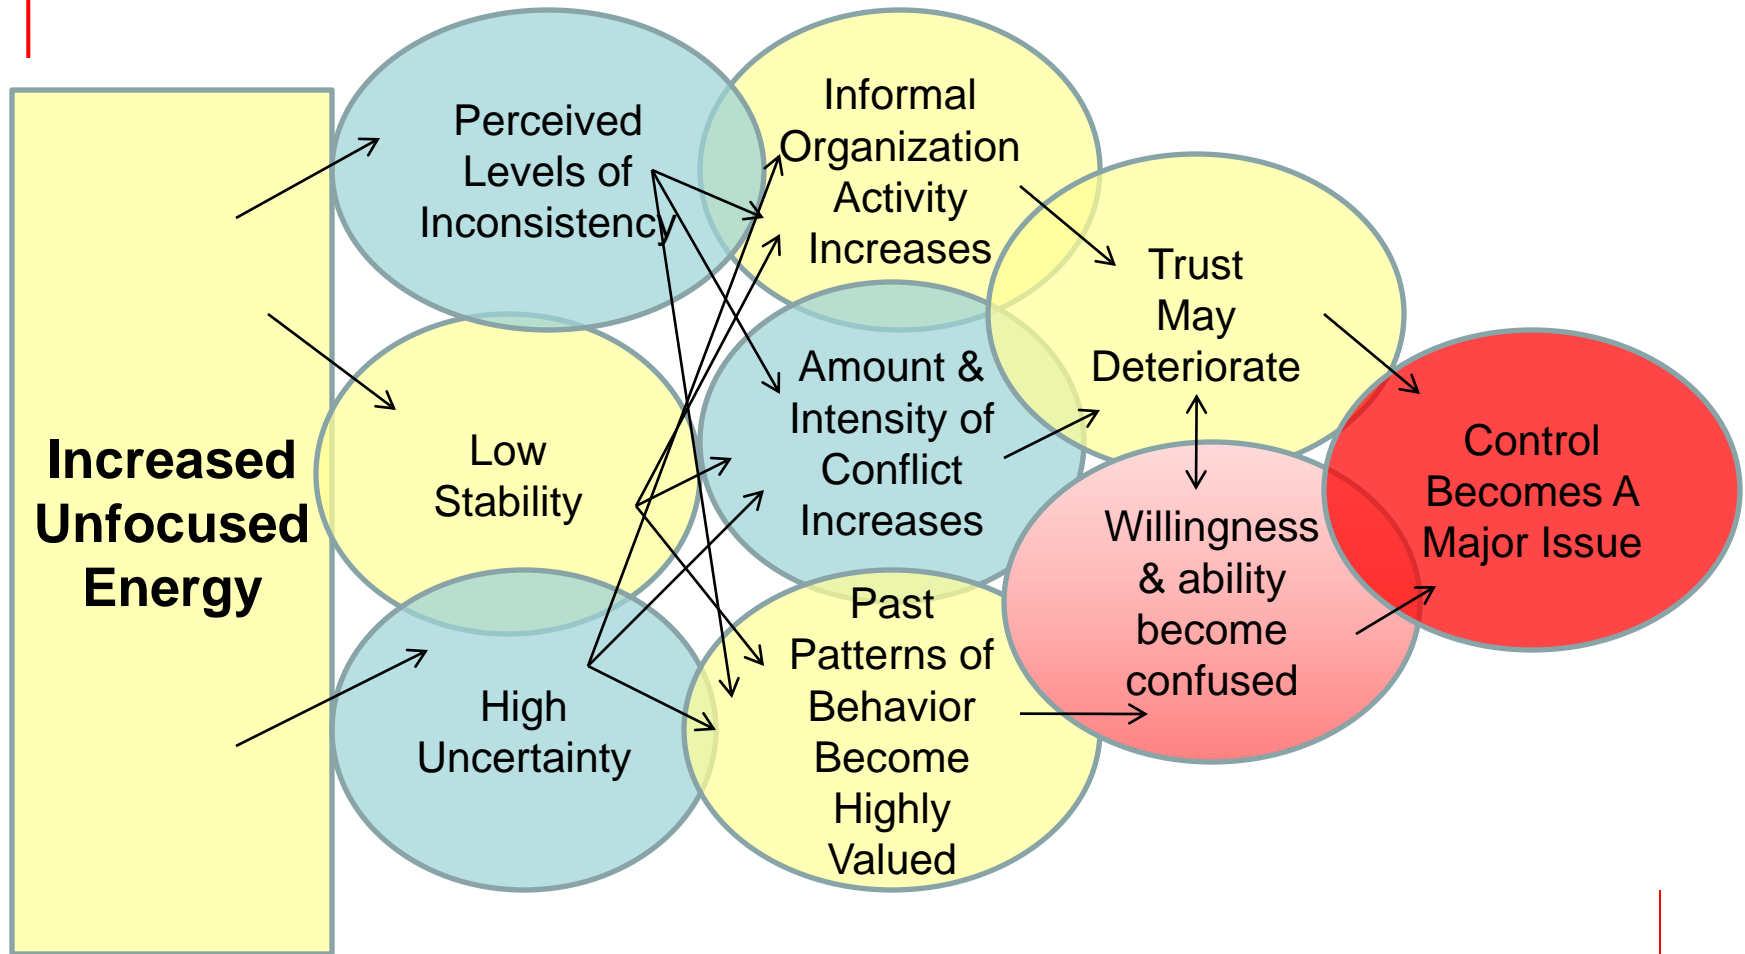 Increased
Unfocused
Energy
Perceived
Levels of
Inconsistency
Low
Stability
High
Uncertainty
Informal
Organization
Activity
Increases
Amount &
Intensity of
Conflict
Increases
Past
Patterns of
Behavior
Become
Highly
Valued
Trust
May
Deteriorate
Willingness
& ability
become
confused
Control
Becomes A
Major Issue